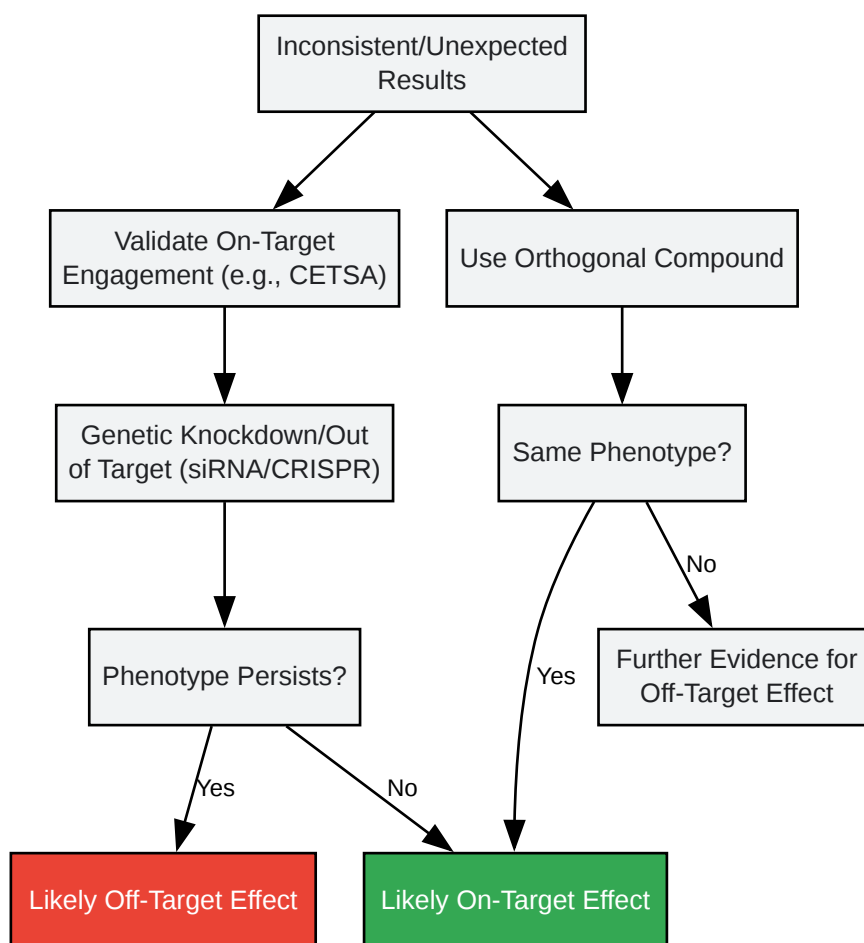 Inconsistent/Unexpected
Results
Validate On-Target
Engagement (e.g., CETSA)
Use Orthogonal Compound
Genetic Knockdown/Out
of Target (siRNA/CRISPR)
Same Phenotype?
No
Phenotype Persists?
Yes
Further Evidence for
Off-Target Effect
Yes
No
Likely Off-Target Effect
Likely On-Target Effect